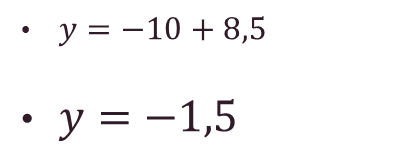 • y = −10 + 8,5
• y = −1,5